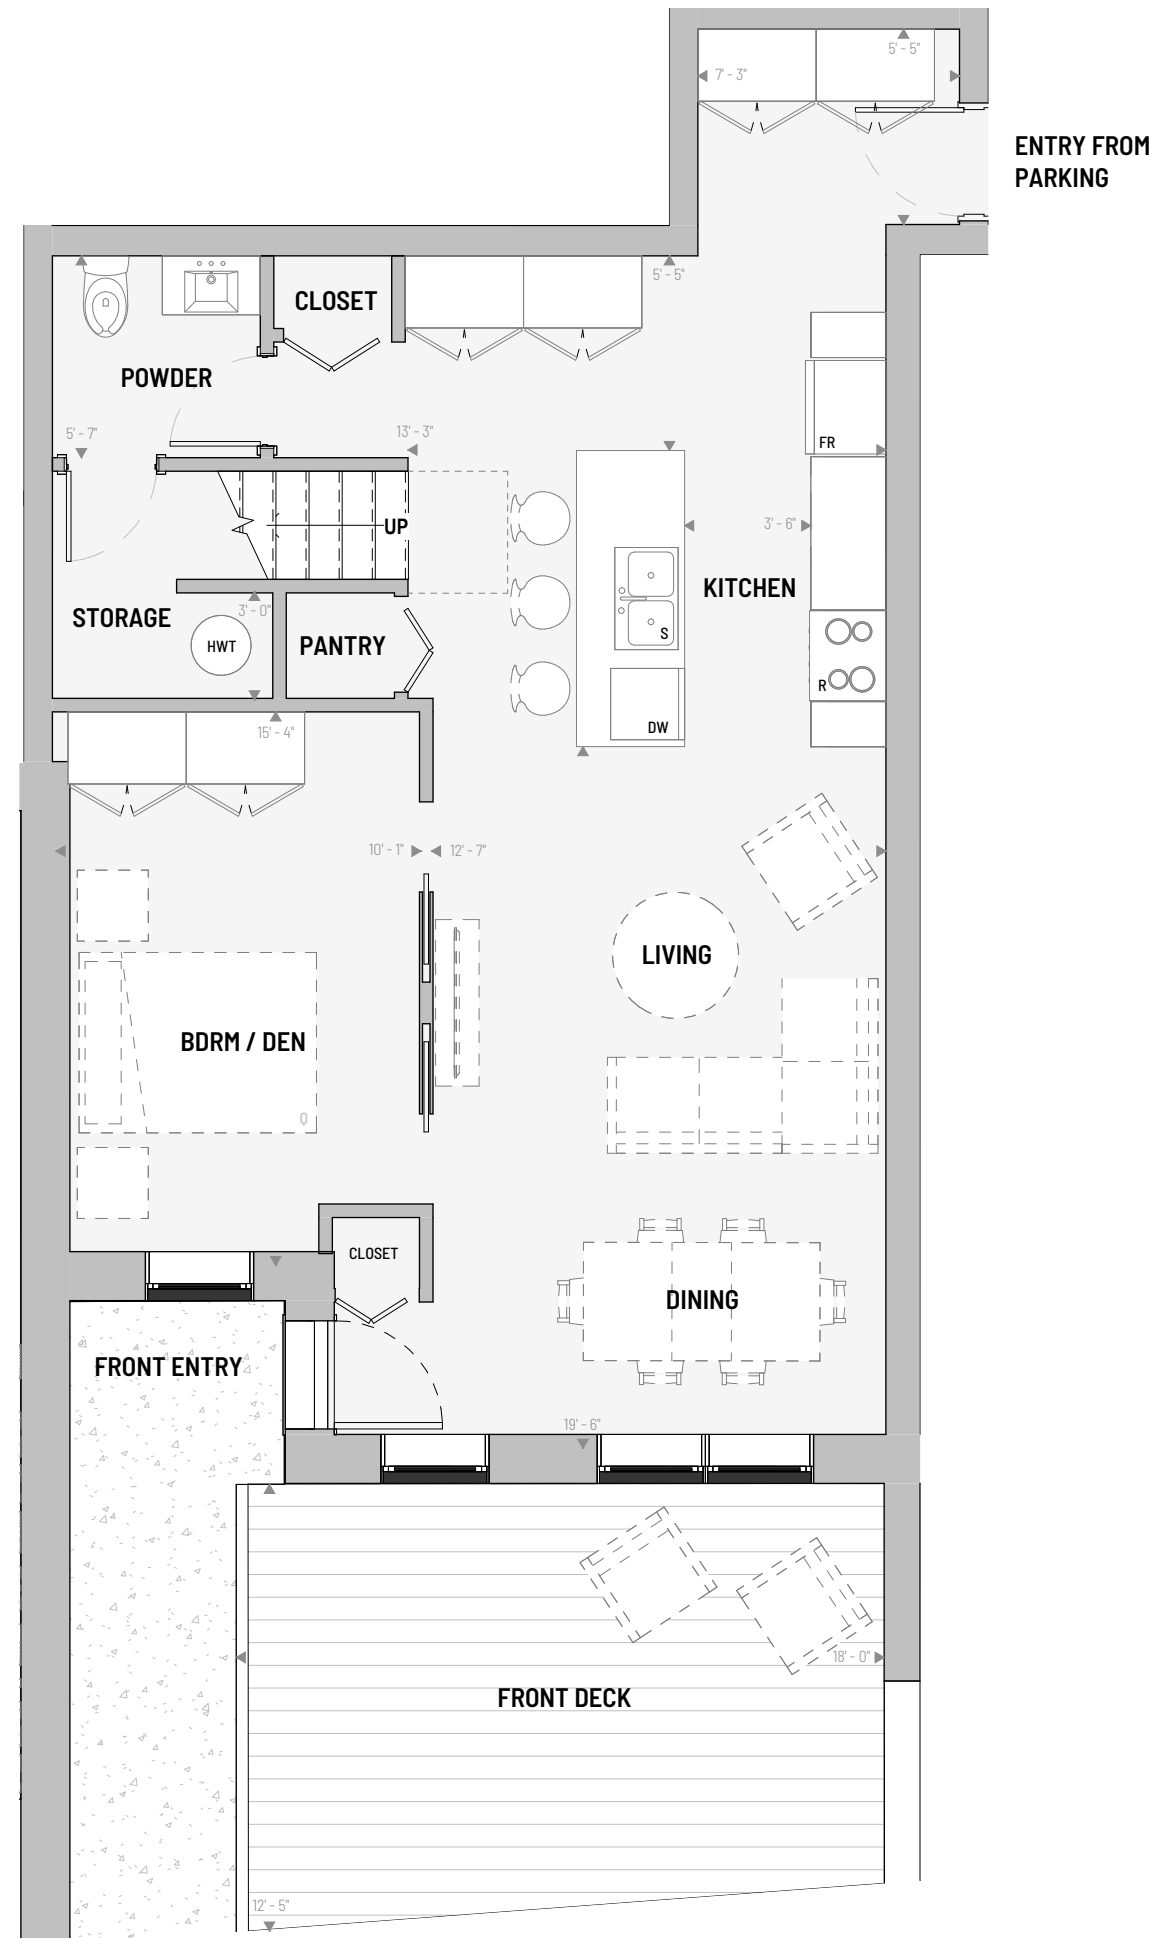 5' - 5"
7' - 3"
ENTRY FROM
PARKING
5' - 5"
CLOSET
POWDER
5' - 7"
13' - 3"
FR
UP
3' - 6"
KITCHEN
3' - 0"
STORAGE
HWT
PANTRY
S
R
DW
15' - 4"
10' - 1"
12' - 7"
LIVING
BDRM / DEN
Q
CLOSET
DINING
FRONT ENTRY
19' - 6"
18' - 0"
FRONT DECK
12' - 5"